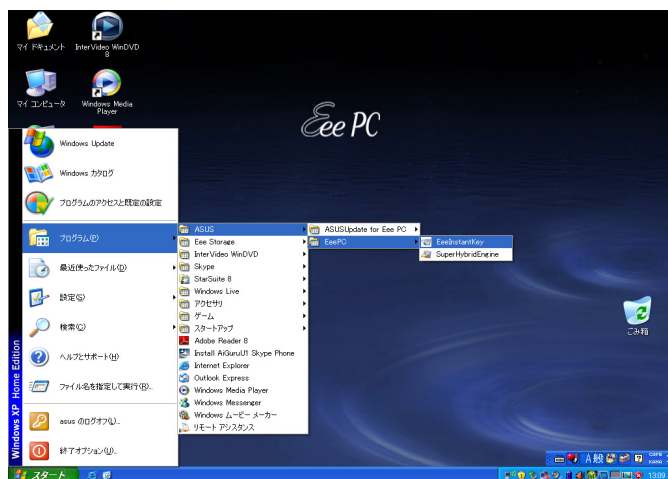 マイ ドキュメント
InterVideo WinDVD
8
マイ コンピュータ
Windows Media
Player
Eee PC
Windows Update
Windows カタログ
プログラムのアクセスと既定の設定
プログラム(P)
最近使ったファイル(D)
設定(S)
検索(C)
ヘルプとサポート(H)
ファイル名を指定して実行(R)...
asus のログオフ(L)...
終了オプション(U)...
Windows XP Home Edition
ASUS
Eee Storage
InterVideo WinDVD
Skype
StarSuite 8
Windows Live
アクセサリ
ゲーム
スタートアップ
Adobe Reader 8
Install AiGuruU1 Skype Phone
Internet Explorer
Outlook Express
Windows Media Player
Windows Messenger
Windows ムービー メーカー
リモート アシスタンス
ASUSUpdate for Eee PC
EeePC
EeeInstantKey
SuperHybridEngine
ごみ箱
A 般
CAPS
KANA
スタート
13:09